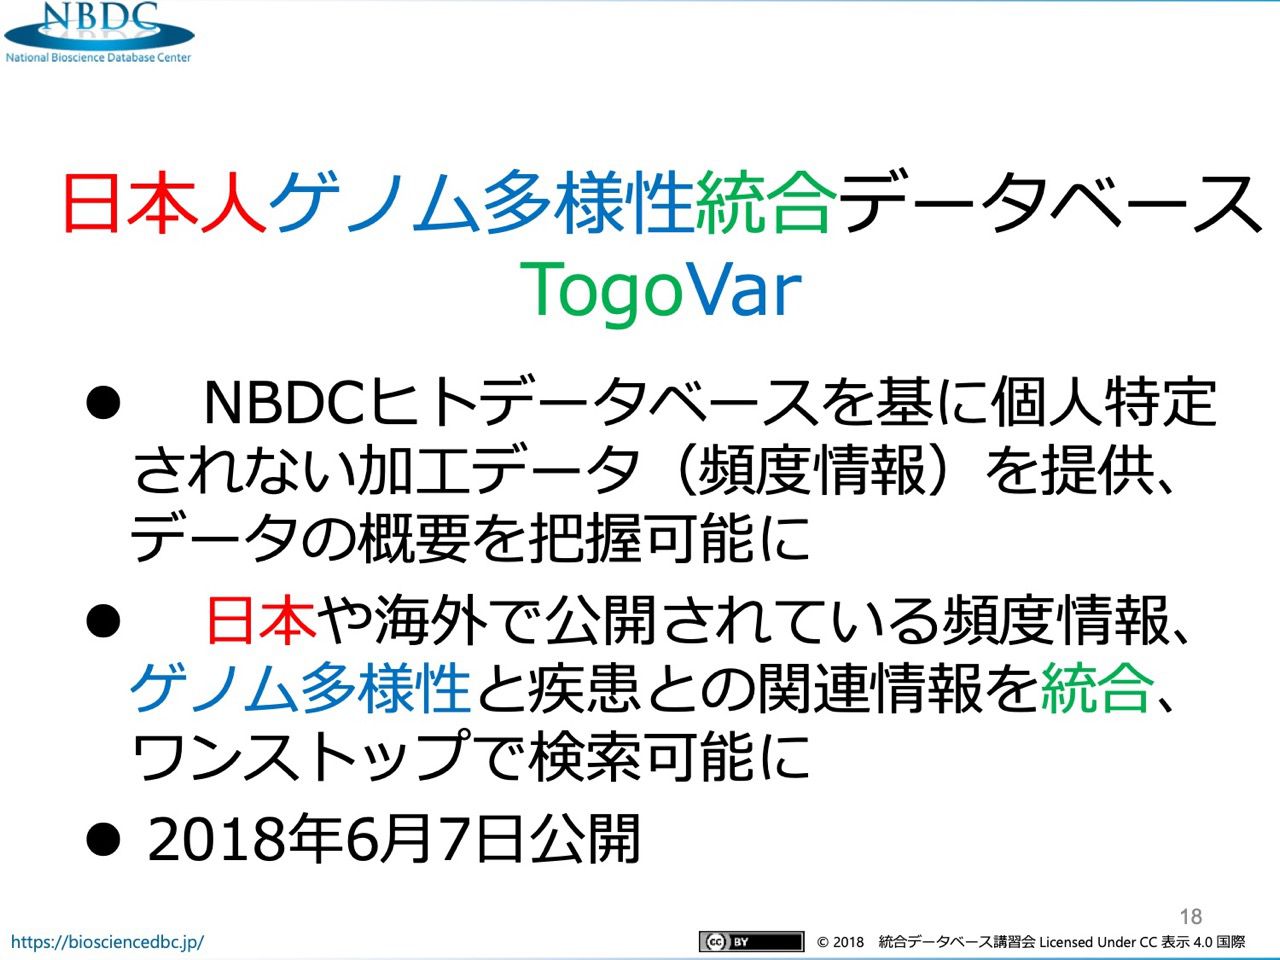 NBDC
National Bioscience Database Center
日本人ゲノム多様性統合データベース
TogoVar
● NBDCヒトデータベースを基に個人特定
されない加工データ（頻度情報）を提供、
データの概要を把握可能に
● 日本や海外で公開されている頻度情報、
ゲノム多様性と疾患との関連情報を統合、
ワンストップで検索可能に
● 2018年6月7日公開
18
https://biosciencedbc.jp/
cc BY © 2018 統合データベース講習会 Licensed Under CC 表示 4.0 国際